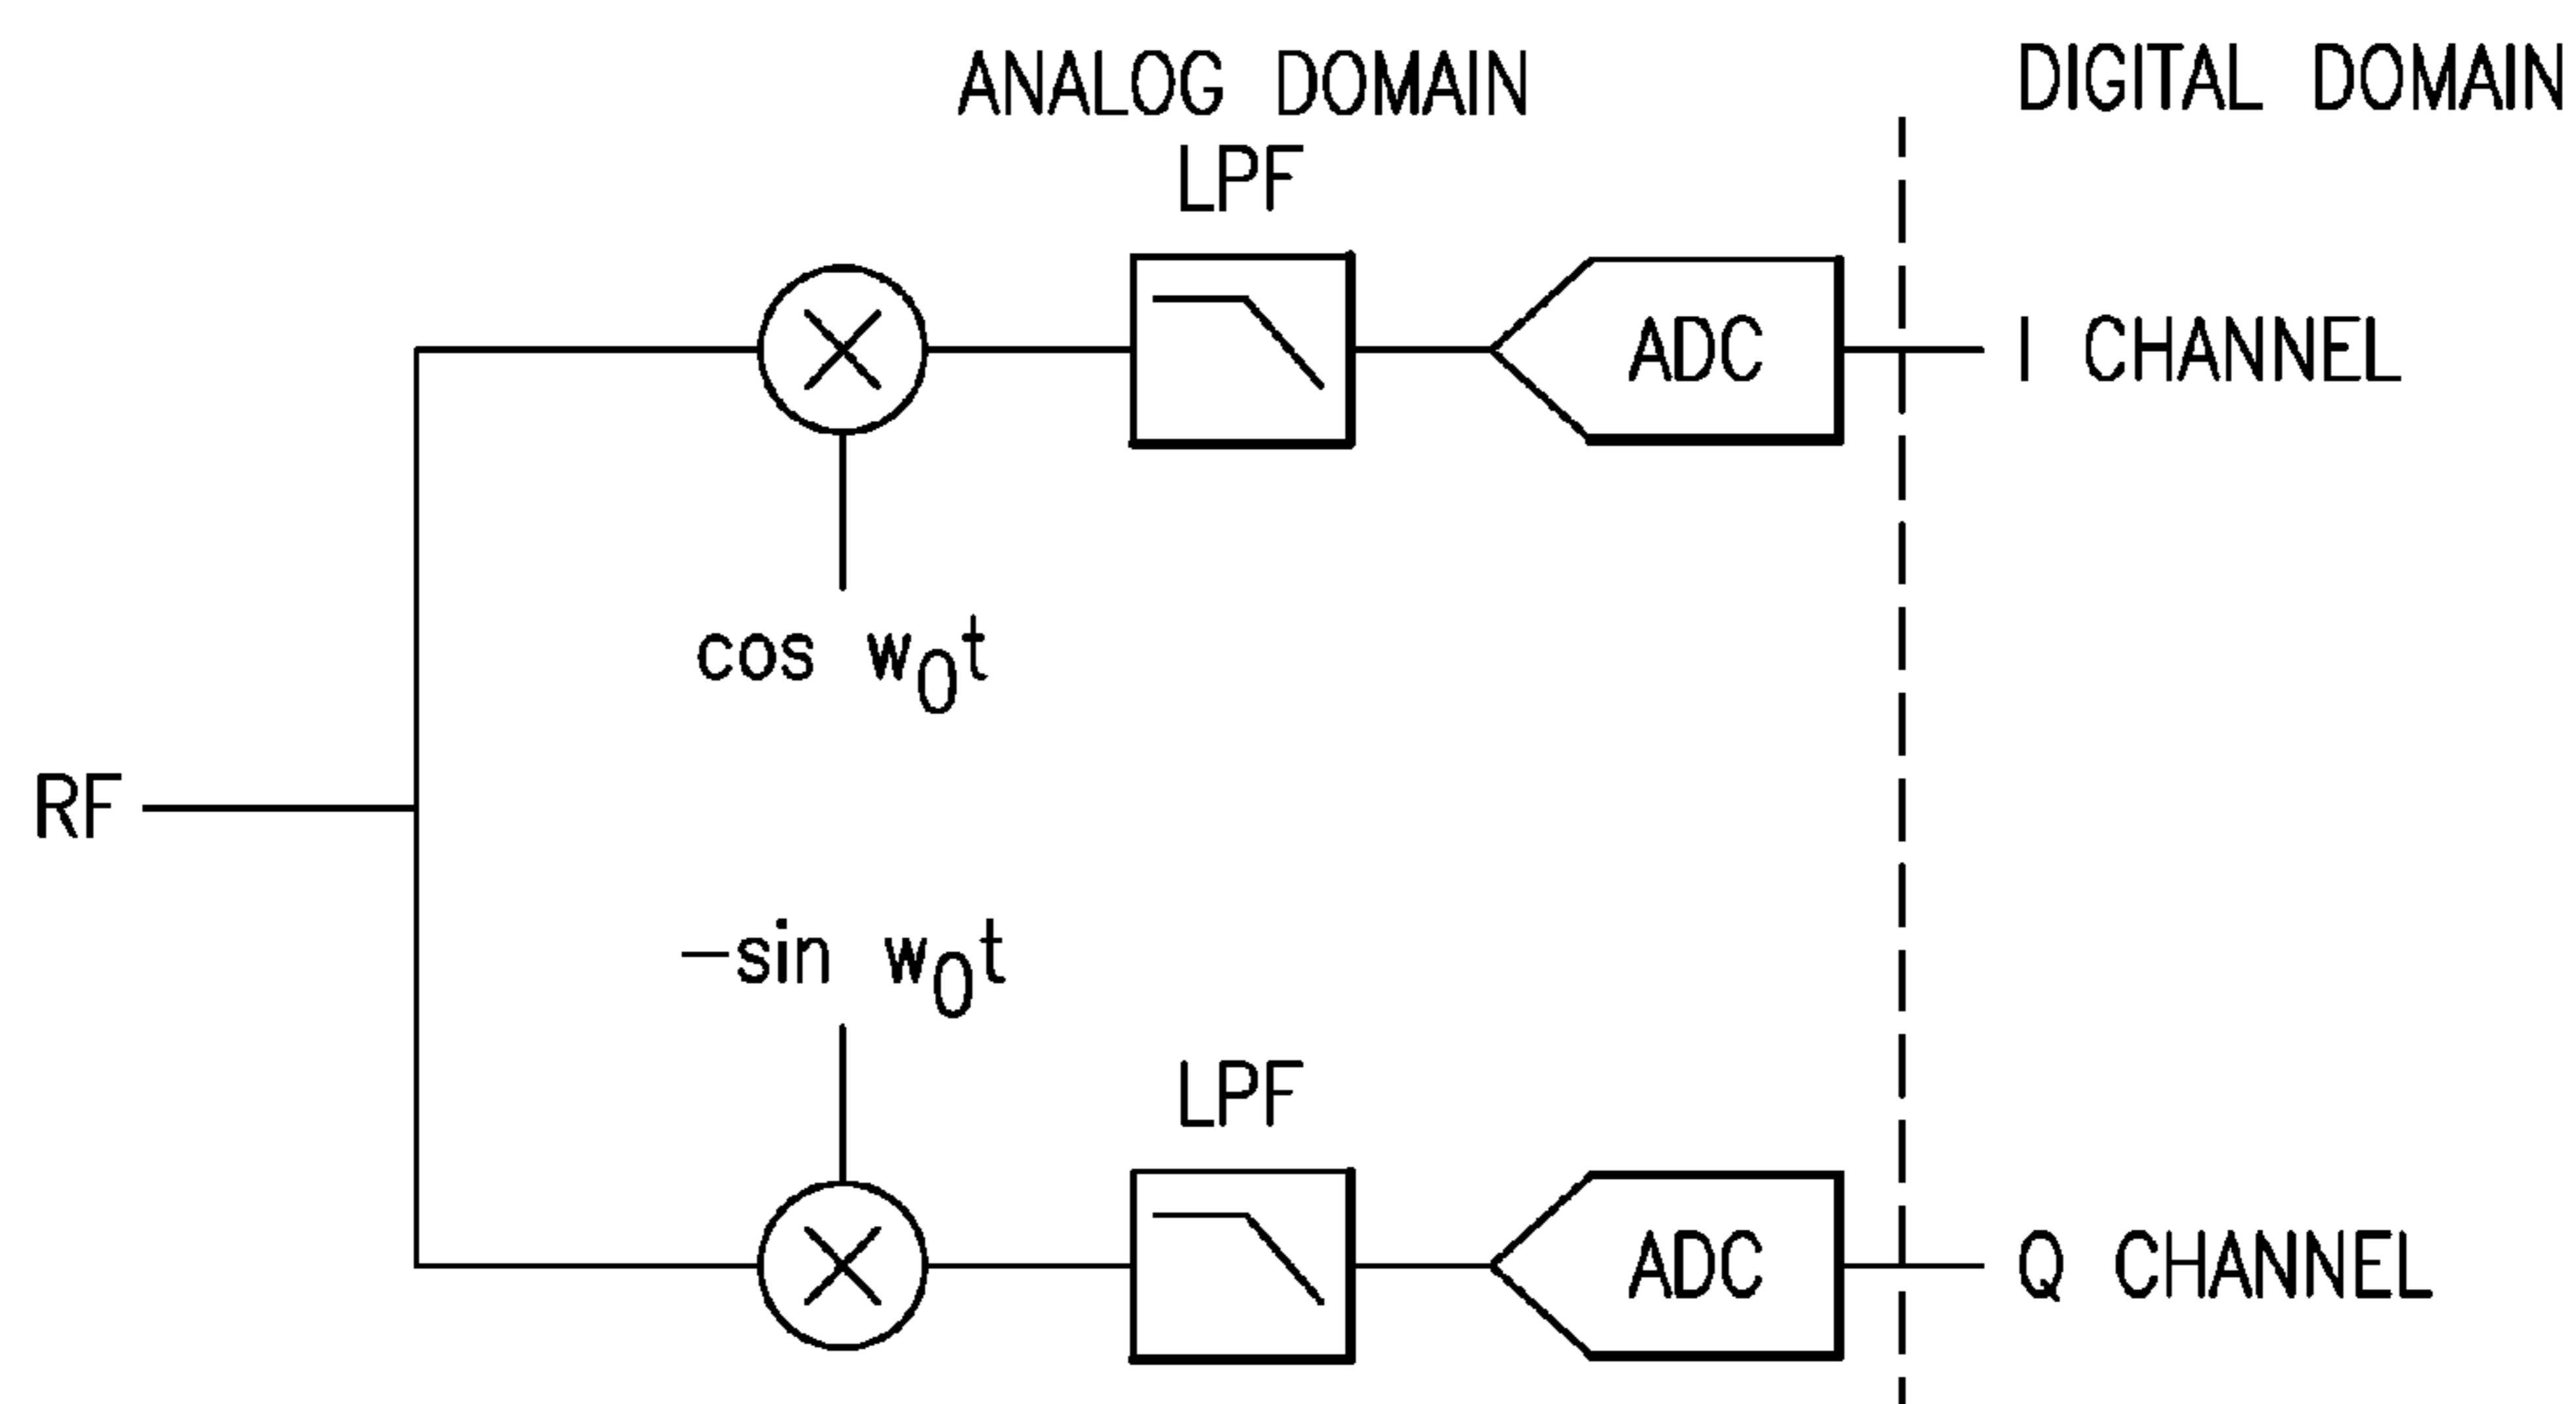 ANALOG DOMAIN
DIGITAL DOMAIN
LPF
ADC
I CHANNEL
cos w0t
RF
-sin w0t
LPF
ADC
Q CHANNEL